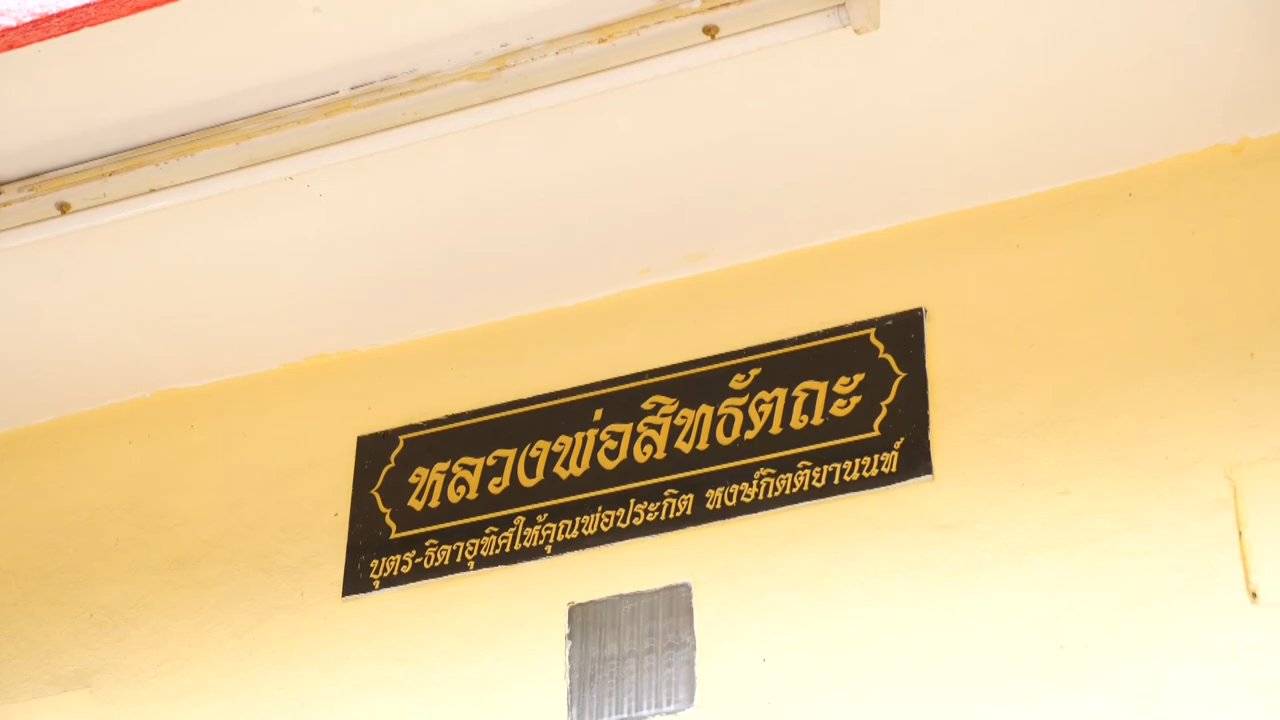 หลวงพ่อสิทธัตถะ
บุตร-ธิดาอุทิศให้คุณพ่อประกิต หงษ์กิตติยานนท์